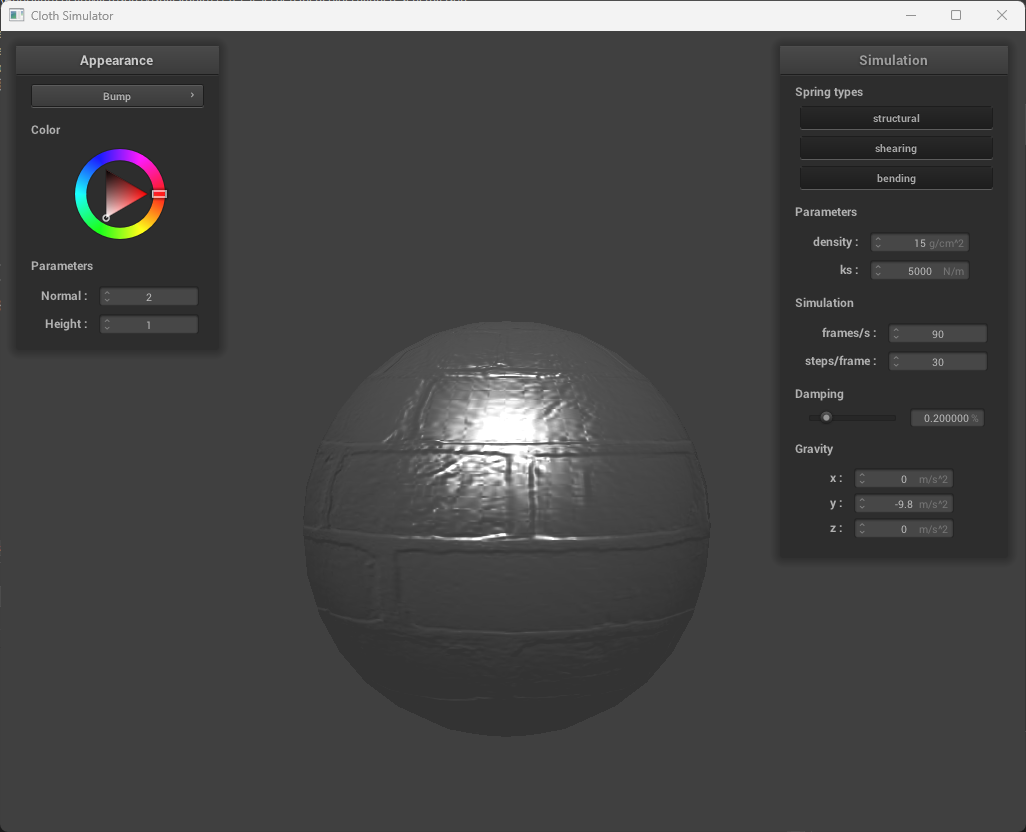 Cloth Simulator
Appearance
Bump
Color
Parameters
Normal : 2
Height : 1
Simulation
Spring types
structural
shearing
bending
Parameters
density : 15 g/cm^2
ks : 5000 N/m
Simulation
frames/s : 90
steps/frame : 30
Damping
0.200000 %
Gravity
x : 0 m/s^2
y : -9.8 m/s^2
z : 0 m/s^2